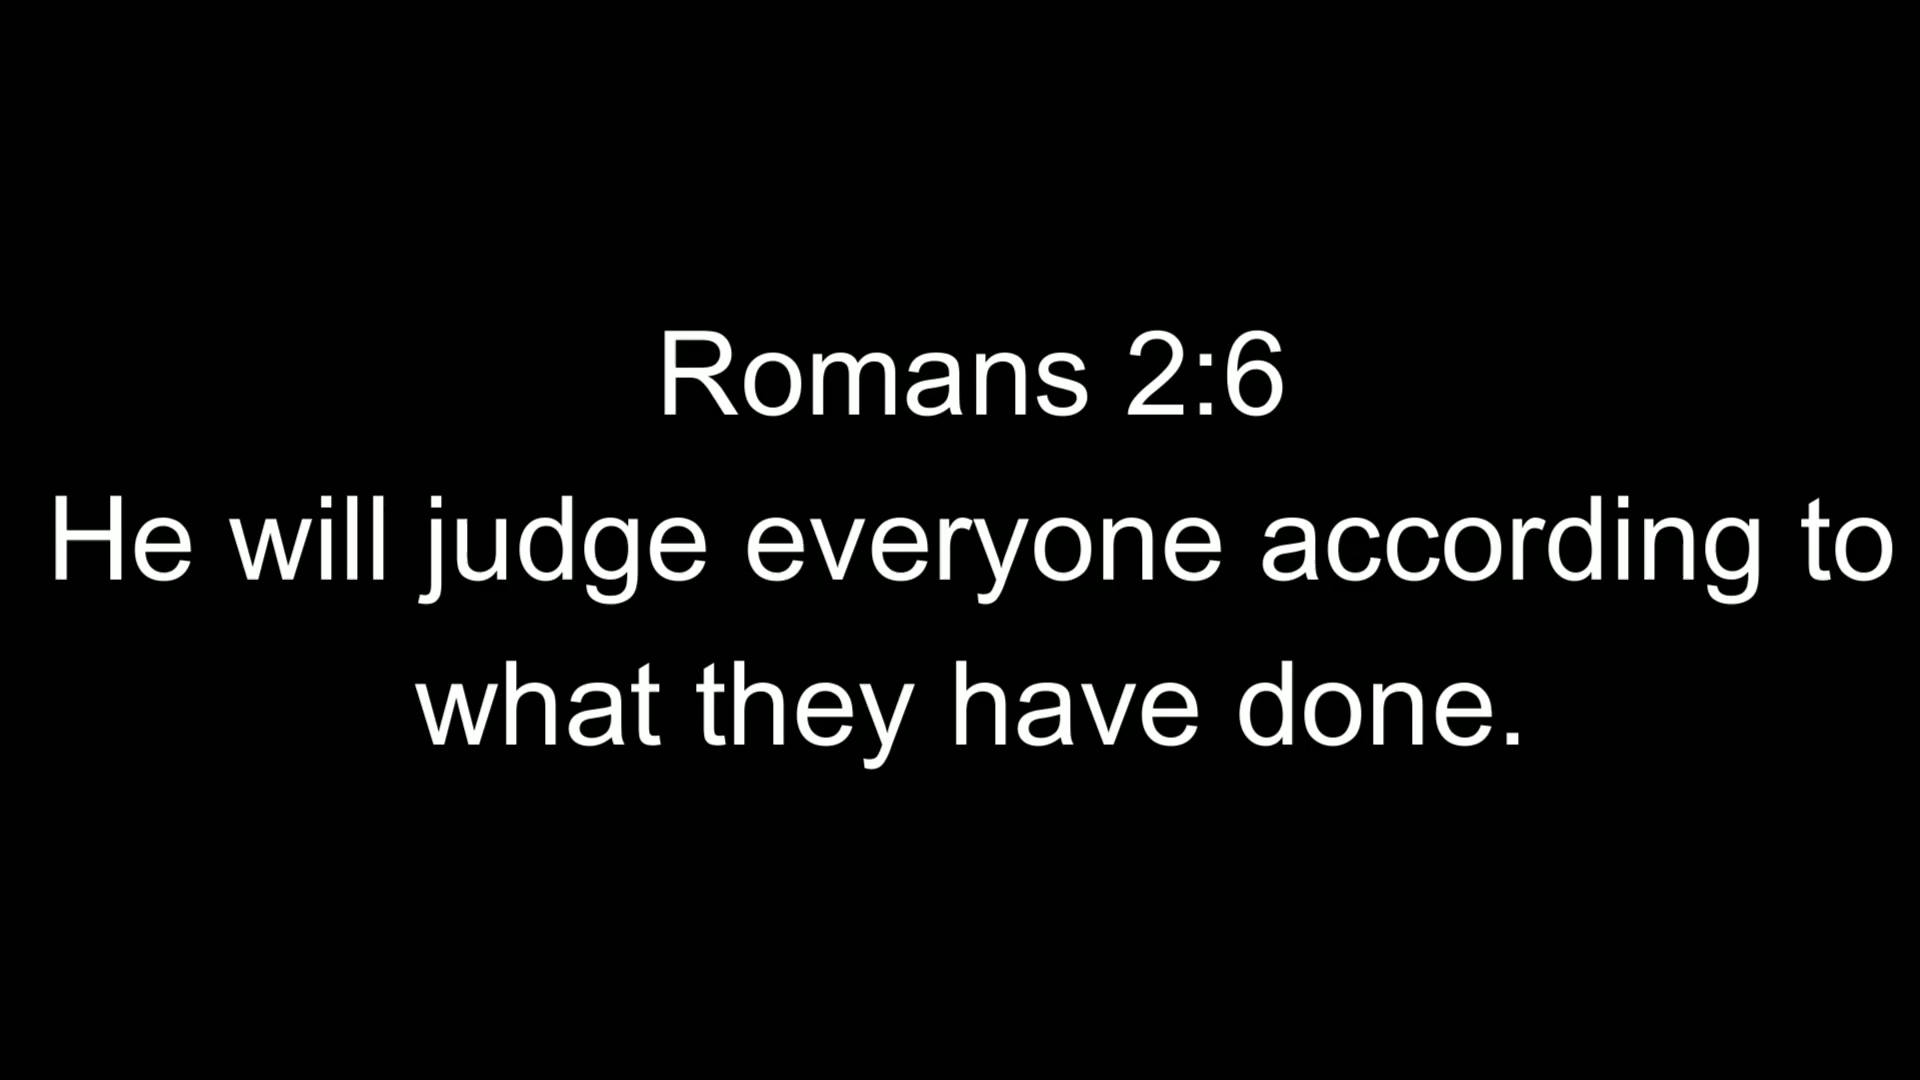 Romans 2:6
He will judge everyone according to
what they have done.